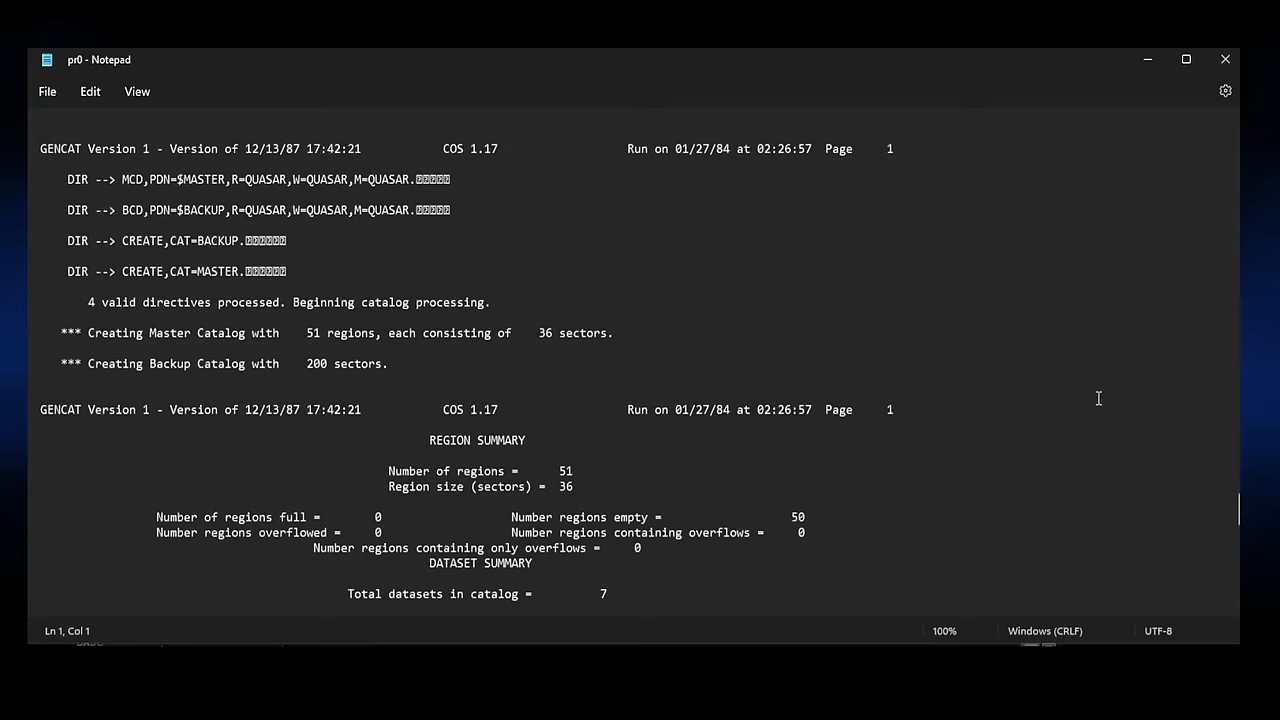 pr0 - Notepad
File Edit View
GENCAT Version 1 - Version of 12/13/87 17:42:21 COS 1.17 Run on 01/27/84 at 02:26:57 Page 1
DIR --> MCD,PDN=$MASTER,R=QUASAR,W=QUASAR,M=QUASAR.
DIR --> BCD,PDN=$BACKUP,R=QUASAR,W=QUASAR,M=QUASAR.
DIR --> CREATE,CAT=BACKUP.
DIR --> CREATE,CAT=MASTER.
4 valid directives processed. Beginning catalog processing.
*** Creating Master Catalog with 51 regions, each consisting of 36 sectors.
*** Creating Backup Catalog with 200 sectors.
GENCAT Version 1 - Version of 12/13/87 17:42:21 COS 1.17 Run on 01/27/84 at 02:26:57 Page 1
REGION SUMMARY
Number of regions = 51
Region size (sectors) = 36
Number of regions full = 0 Number regions empty = 50
Number regions overflowed = 0 Number regions containing overflows = 0
Number regions containing only overflows = 0
DATASET SUMMARY
Total datasets in catalog = 7
Ln 1, Col 1 100% Windows (CRLF) UTF-8